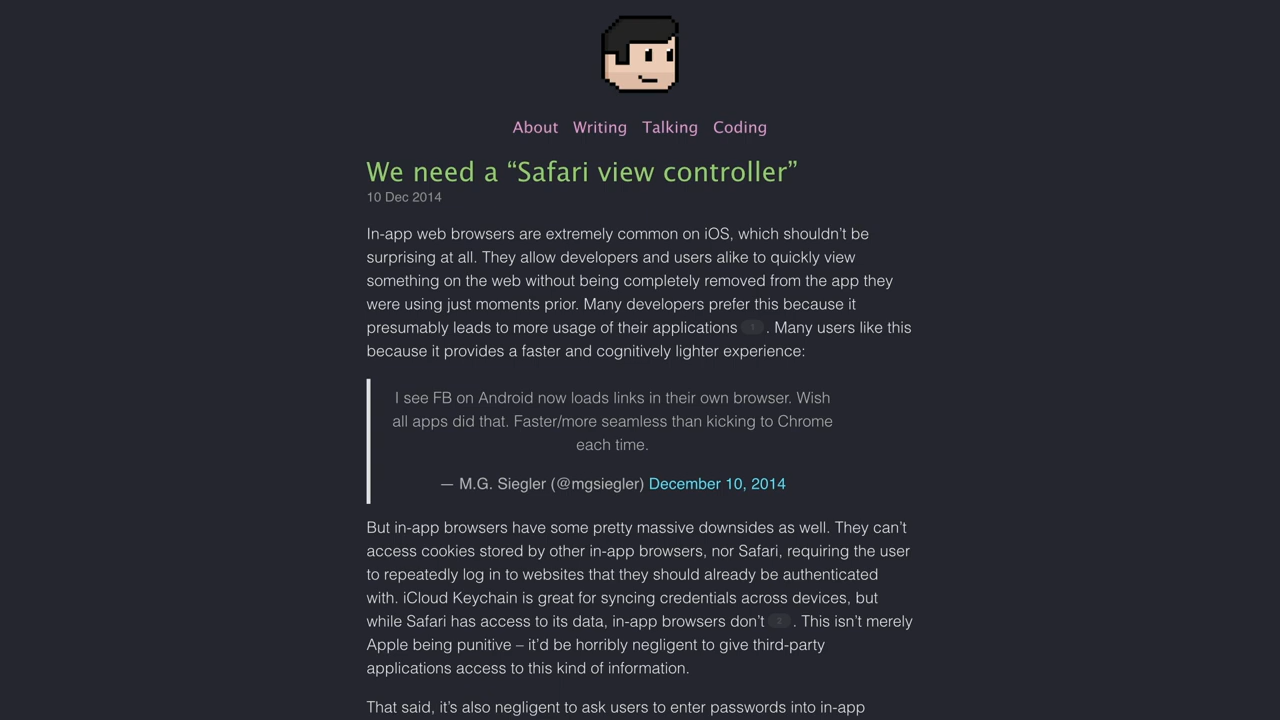 About Writing Talking Coding
We need a “Safari view controller”
10 Dec 2014
In-app web browsers are extremely common on iOS, which shouldn’t be
surprising at all. They allow developers and users alike to quickly view
something on the web without being completely removed from the app they
were using just moments prior. Many developers prefer this because it
presumably leads to more usage of their applications 1 . Many users like this
because it provides a faster and cognitively lighter experience:
I see FB on Android now loads links in their own browser. Wish
all apps did that. Faster/more seamless than kicking to Chrome
each time.
— M.G. Siegler (@mgsiegler) December 10, 2014
But in-app browsers have some pretty massive downsides as well. They can’t
access cookies stored by other in-app browsers, nor Safari, requiring the user
to repeatedly log in to websites that they should already be authenticated
with. iCloud Keychain is great for syncing credentials across devices, but
while Safari has access to its data, in-app browsers don’t 2 . This isn’t merely
Apple being punitive – it’d be horribly negligent to give third-party
applications access to this kind of information.
That said, it’s also negligent to ask users to enter passwords into in-app